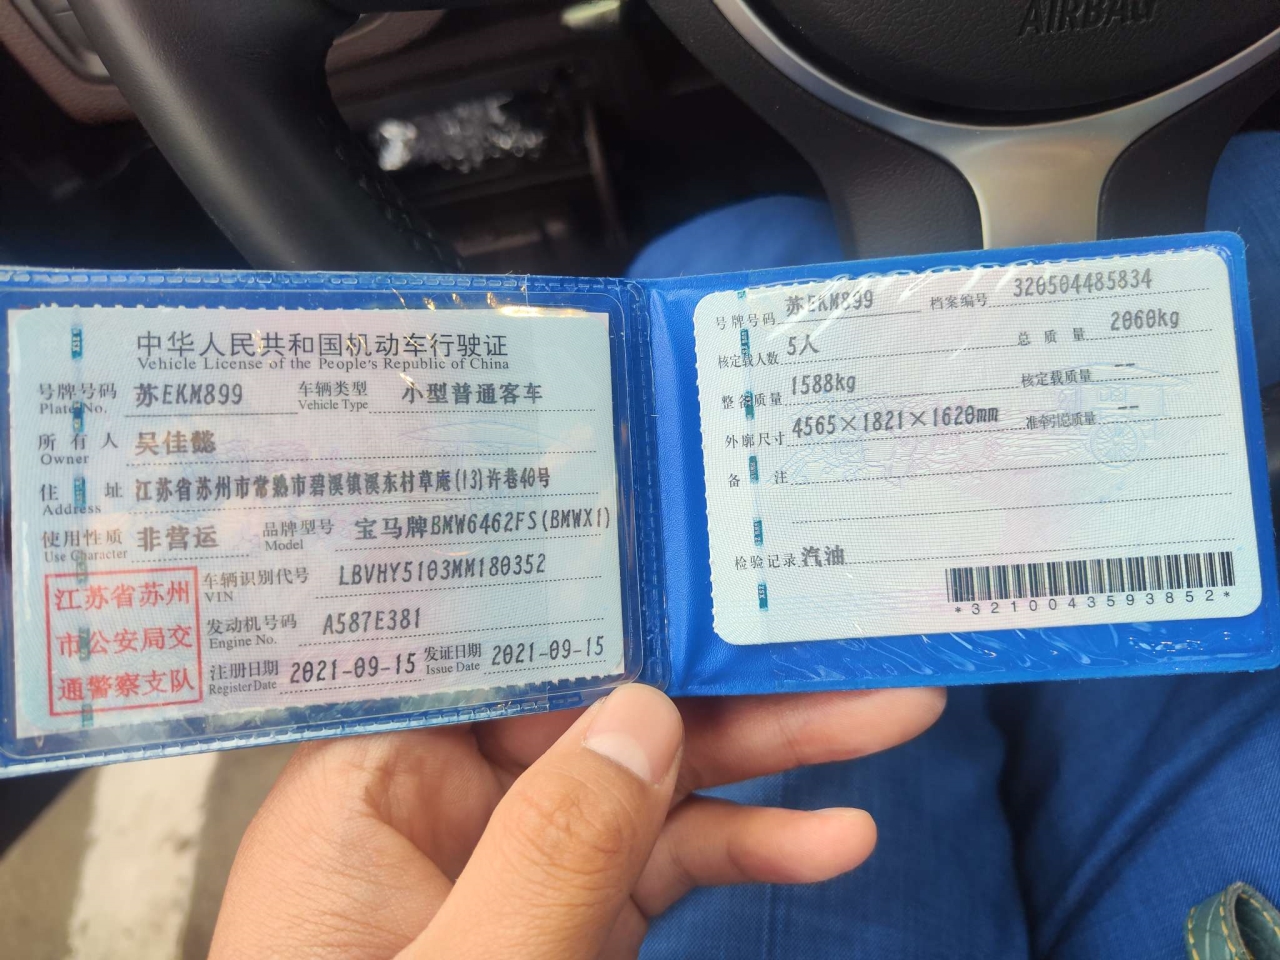 AIRBAG
中华人民共和国机动车行驶证
Vehicle License of the People's Republic of China
号牌号码 苏EKM899 车辆类型 小型普通客车
Plate No. Vehicle Type
所有人 吴佳懿
Owner
住址 江苏省苏州市常熟市碧溪镇溪东村草庵(13)许巷40号
Address
使用性质 非营运 品牌型号 宝马牌BMW6462FS(BMWX1)
Use Character Model
江苏省苏州
市公安局交
通警察支队
车辆识别代号 LBVHY5103MM180352
VIN
发动机号码 A587E381
Engine No.
注册日期 2021-09-15 发证日期 2021-09-15
Register Date Issue Date
号牌号码 苏EKM899 档案编号 320504485834
核定载人数 5人 总质量 2060kg
整备质量 1588kg 核定载质量 --
外廓尺寸 4565×1821×1620mm 准牵引总质量 --
备注
检验记录 汽油
*3210043593852*